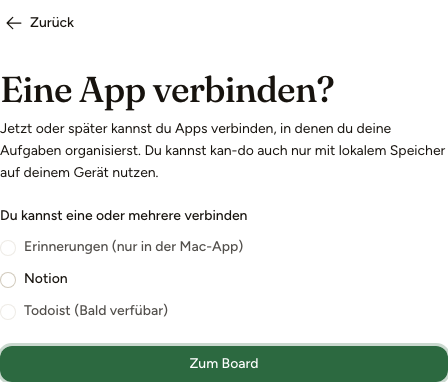 Zurück
Eine App verbinden?
Jetzt oder später kannst du Apps verbinden, in denen du deine
Aufgaben organisierst. Du kannst kan-do auch nur mit lokalem Speicher
auf deinem Gerät nutzen.
Du kannst eine oder mehrere verbinden
Erinnerungen (nur in der Mac-App)
Notion
Todoist (Bald verfübar)
Zum Board